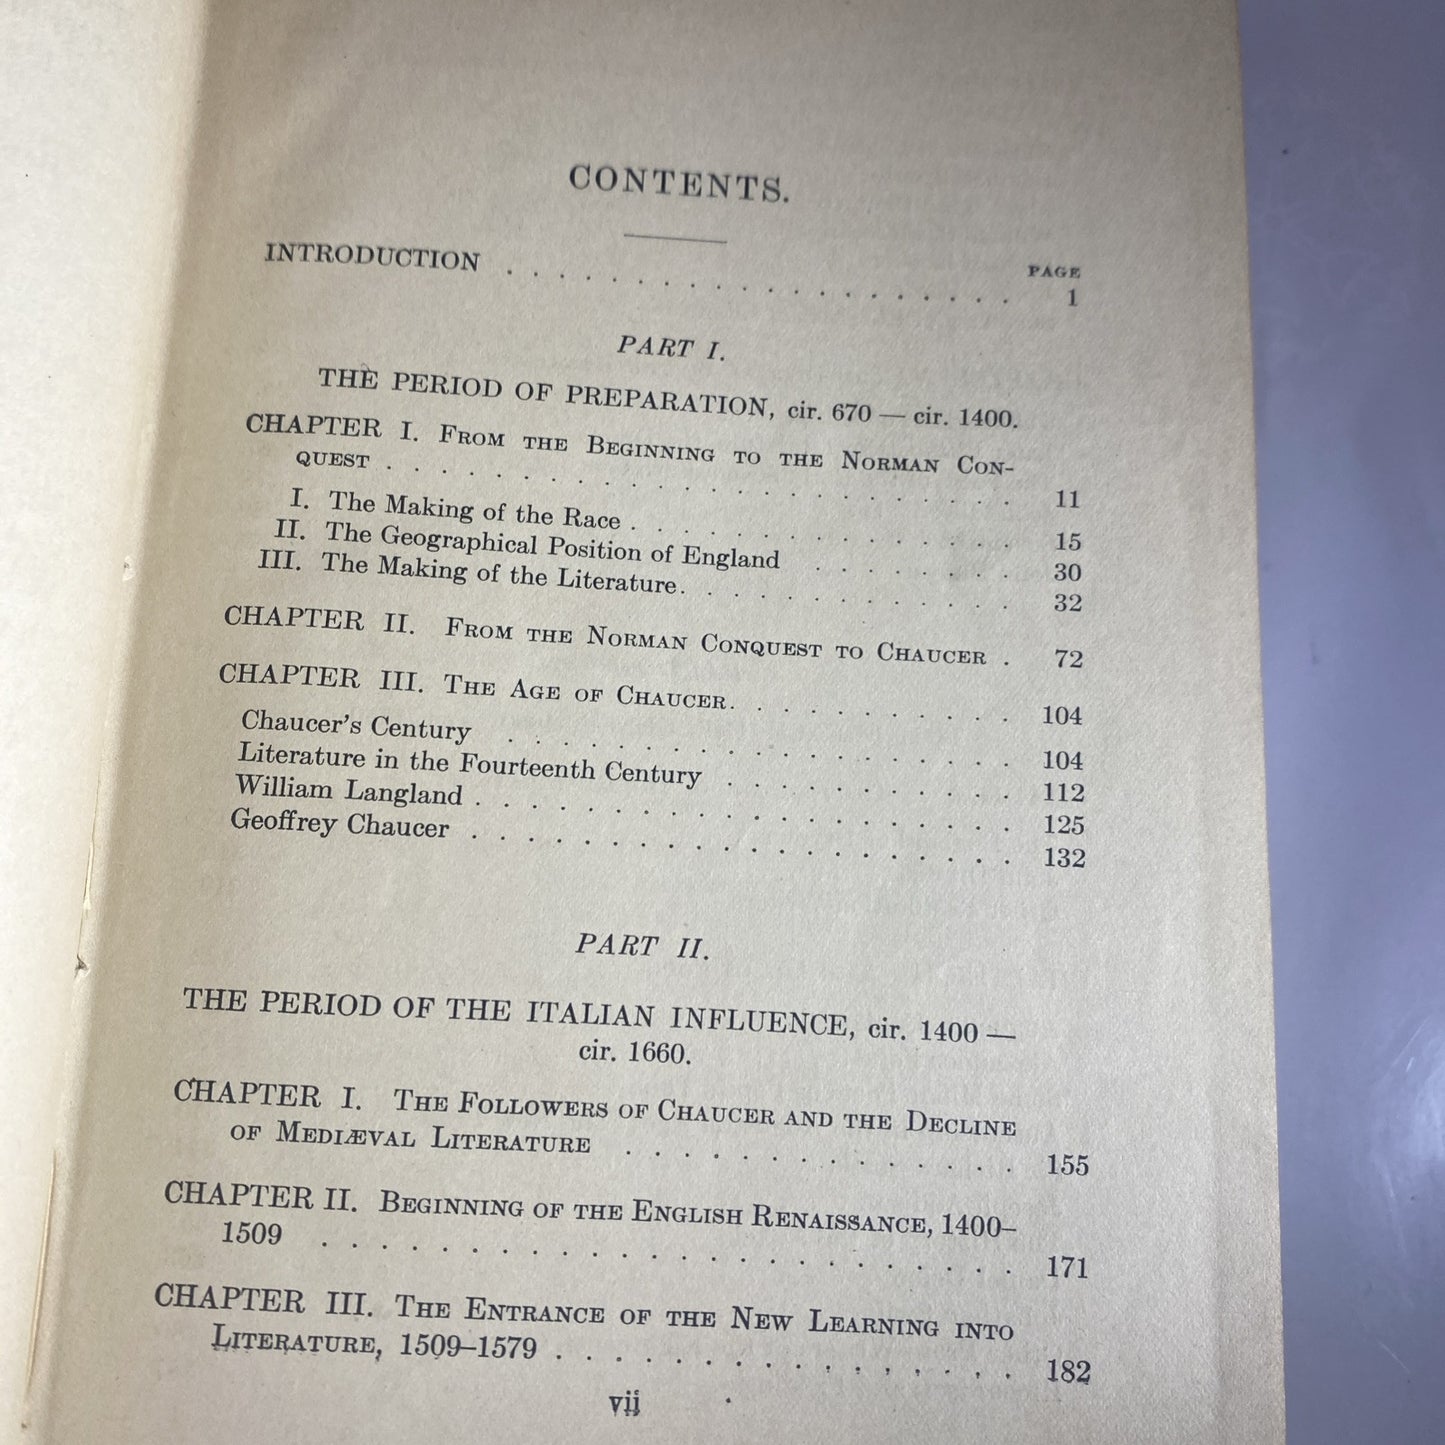 CONTENTS.
PAGE
INTRODUCTION . . . . . . . . . . . . . . . . . . . . 1
PART I.
THE PERIOD OF PREPARATION, cir. 670 — cir. 1400.
CHAPTER I. FROM THE BEGINNING TO THE NORMAN CON-
QUEST . . . . . . . . . . . . . . . . . . . . . . . 11
I. The Making of the Race . . . . . . . . . . . . . . . 15
II. The Geographical Position of England . . . . . . . . 30
III. The Making of the Literature . . . . . . . . . . . . . 32
CHAPTER II. FROM THE NORMAN CONQUEST TO CHAUCER . 72
CHAPTER III. THE AGE OF CHAUCER . . . . . . . . . . . 104
Chaucer's Century . . . . . . . . . . . . . . . . . . . 104
Literature in the Fourteenth Century . . . . . . . . . . . 112
William Langland . . . . . . . . . . . . . . . . . . . . 125
Geoffrey Chaucer . . . . . . . . . . . . . . . . . . . . 132
PART II.
THE PERIOD OF THE ITALIAN INFLUENCE, cir. 1400 —
cir. 1660.
CHAPTER I. THE FOLLOWERS OF CHAUCER AND THE DECLINE
OF MEDIÆVAL LITERATURE . . . . . . . . . . . . . . 155
CHAPTER II. BEGINNING OF THE ENGLISH RENAISSANCE, 1400–
1509 . . . . . . . . . . . . . . . . . . . . . . . . 171
CHAPTER III. THE ENTRANCE OF THE NEW LEARNING INTO
LITERATURE, 1509–1579 . . . . . . . . . . . . . . . . 182
vii